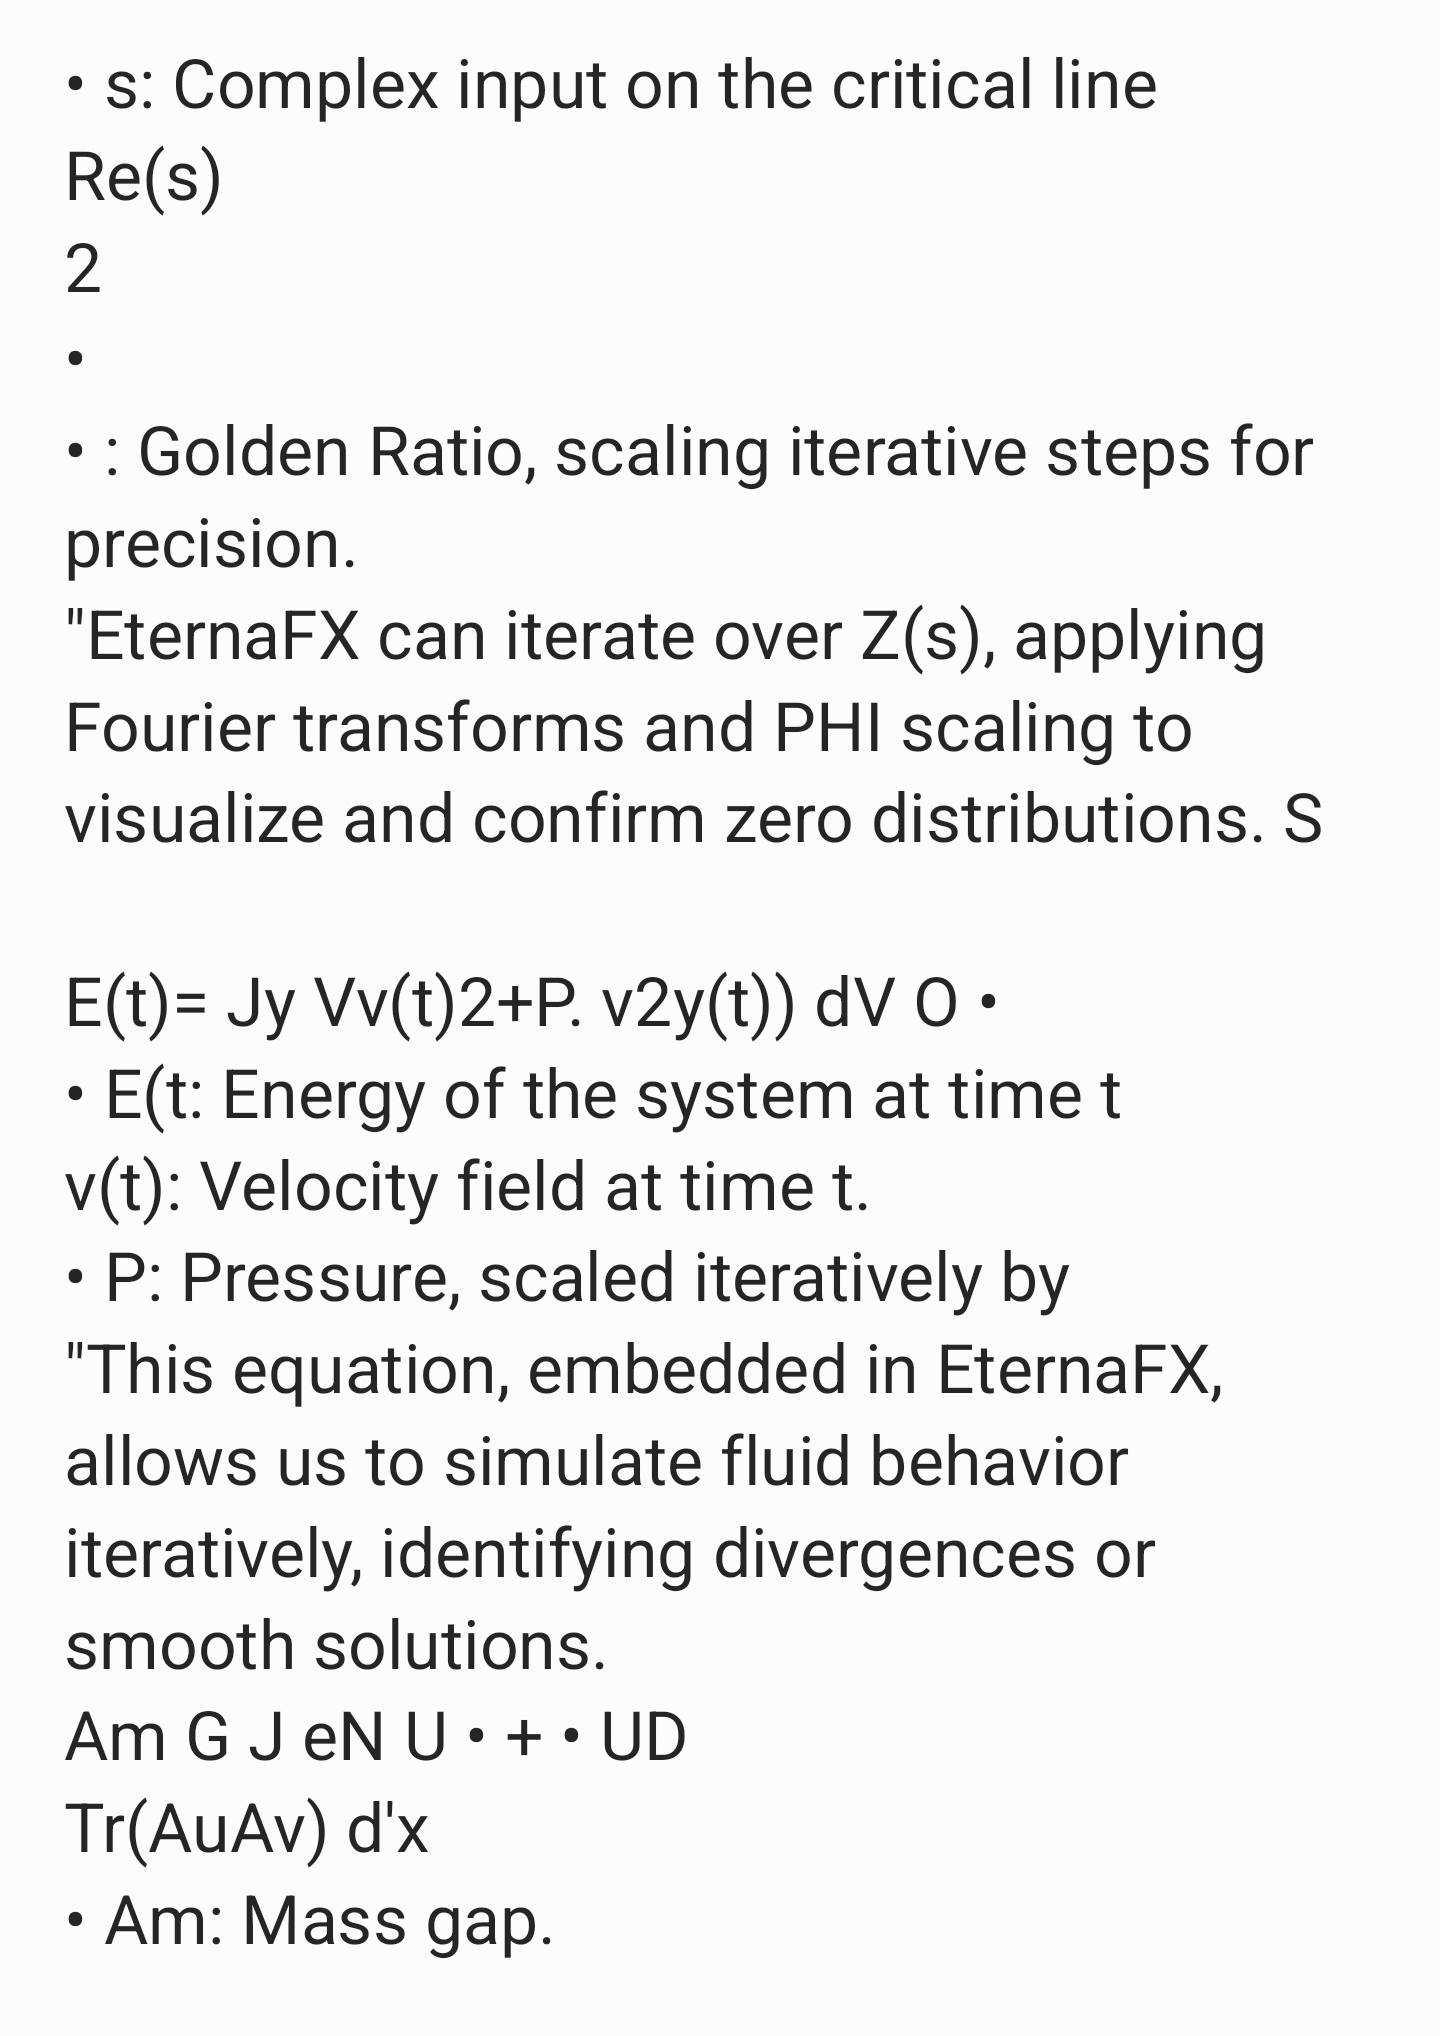 • s: Complex input on the critical line
Re(s)
2
•
• : Golden Ratio, scaling iterative steps for
precision.
"EternaFX can iterate over Z(s), applying
Fourier transforms and PHI scaling to
visualize and confirm zero distributions. S
E(t)= Jy Vv(t)2+P. v2y(t)) dV O •
• E(t: Energy of the system at time t
v(t): Velocity field at time t.
• P: Pressure, scaled iteratively by
"This equation, embedded in EternaFX,
allows us to simulate fluid behavior
iteratively, identifying divergences or
smooth solutions.
Am G J eN U • + • UD
Tr(AuAv) d'x
• Am: Mass gap.